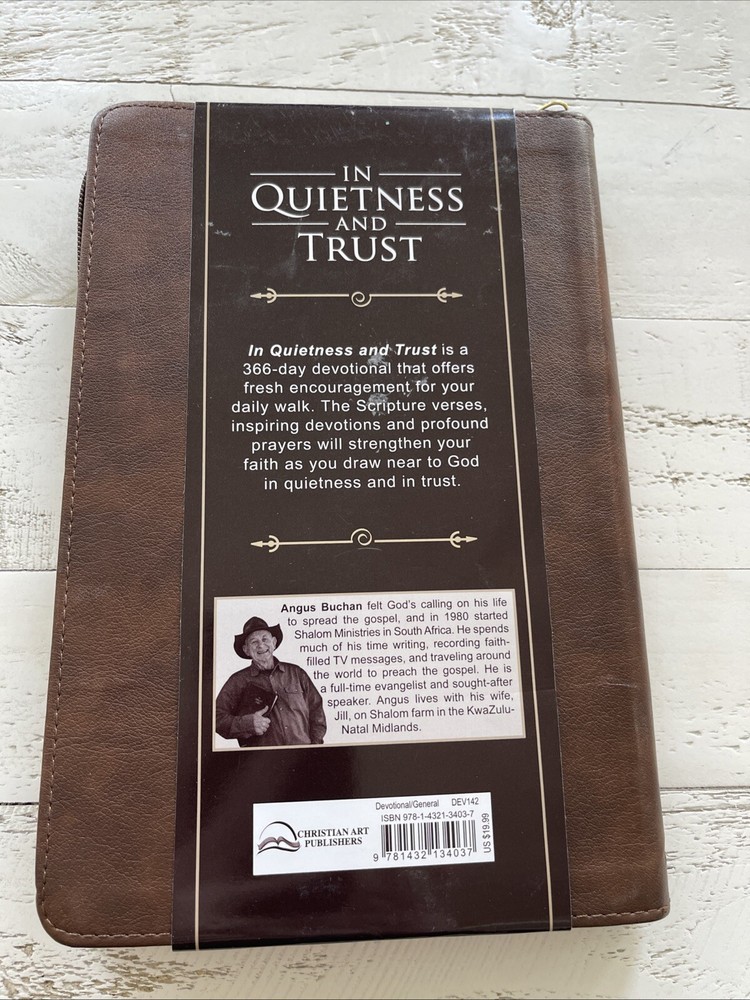 IN
QUIETNESS
AND
TRUST
In Quietness and Trust is a
366-day devotional that offers
fresh encouragement for your
daily walk. The Scripture verses,
inspiring devotions and profound
prayers will strengthen your
faith as you draw near to God
in quietness and in trust.
Angus Buchan felt God's calling on his life
to spread the gospel, and in 1980 started
Shalom Ministries in South Africa. He spends
much of his time writing, recording faith-
filled TV messages, and traveling around
the world to preach the gospel. He is
a full-time evangelist and sought-after
speaker. Angus lives with his wife,
Jill, on Shalom farm in the KwaZulu-
Natal Midlands.
Devotional/General DEV142
ISBN 978-1-4321-3403-7
CHRISTIAN ART
PUBLISHERS
9 781432 134037
US $19.99